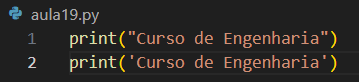 aula19.py
1 print("Curso de Engenharia")
2 print('Curso de Engenharia')